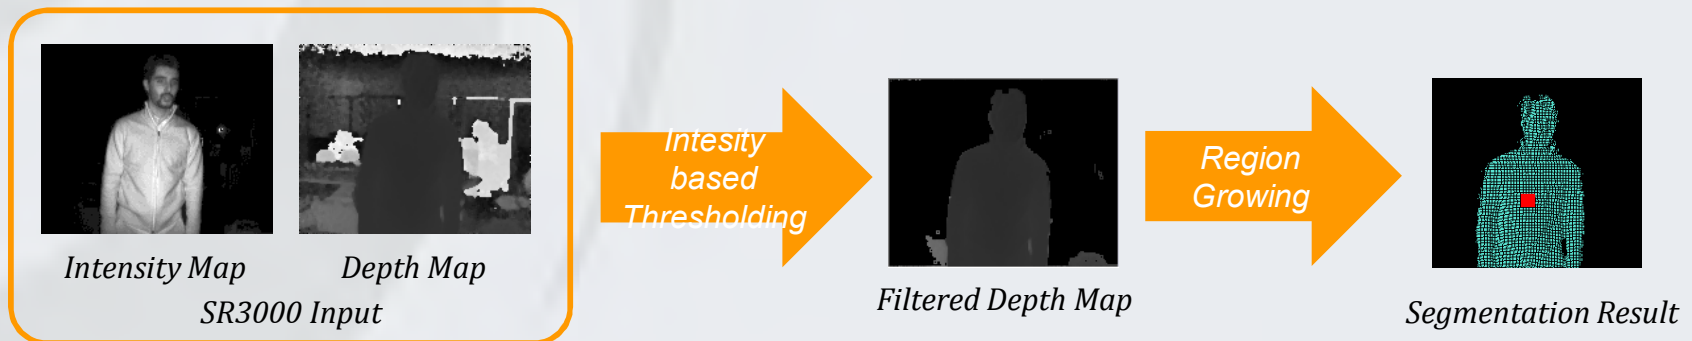 Intensity Map
Depth Map
SR3000 Input
Intesity
based
Thresholding
Filtered Depth Map
Region
Growing
Segmentation Result